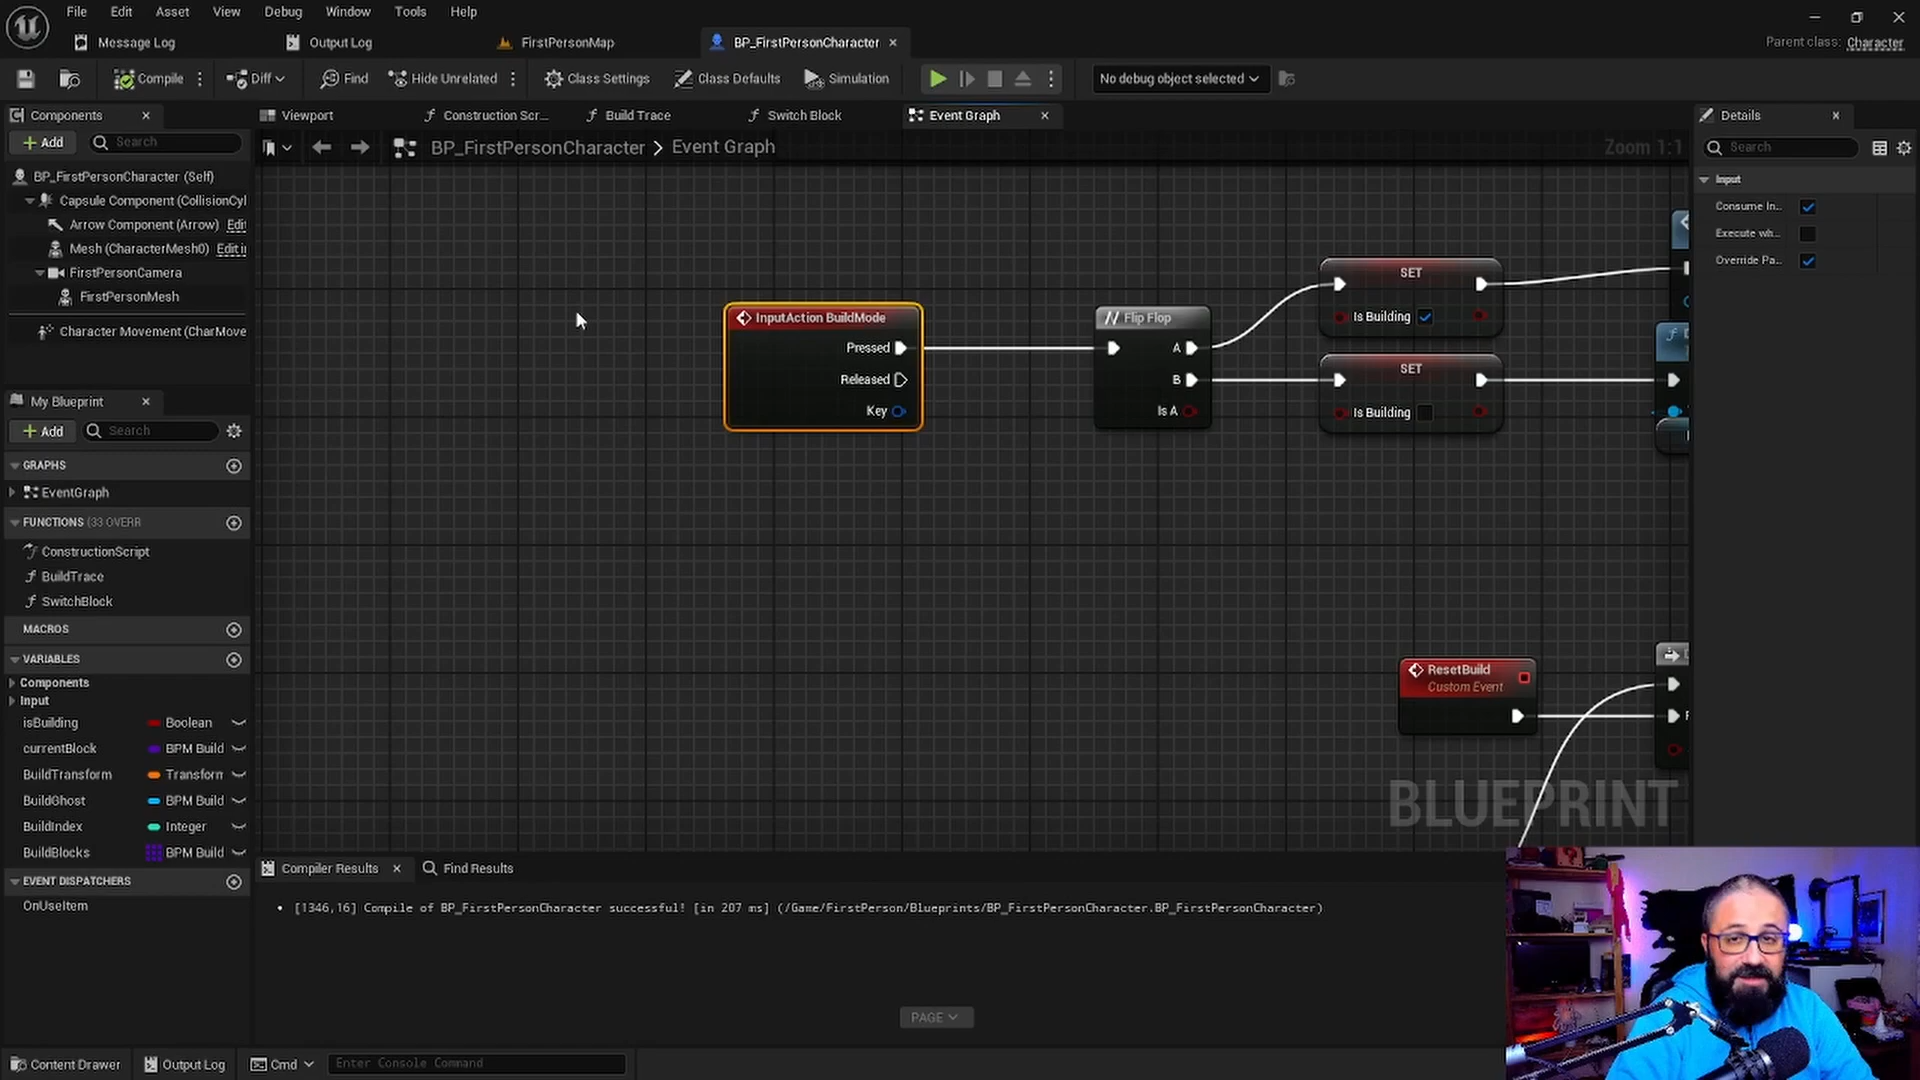 File Edit Asset View Debug Window Tools Help
Message Log
Output Log
FirstPersonMap
BP_FirstPersonCharacter
Parent class: Character
Compile
Diff
Find
Hide Unrelated
Class Settings
Class Defaults
Simulation
No debug object selected
Components
Viewport
Construction Scr...
Build Trace
Switch Block
Event Graph
Details
Add
Search
BP_FirstPersonCharacter > Event Graph
Zoom 1:1
Search
BP_FirstPersonCharacter (Self)
Capsule Component (CollisionCyl
Arrow Component (Arrow) Edit
Mesh (CharacterMesh0) Edit i
FirstPersonCamera
FirstPersonMesh
Character Movement (CharMove
Input
Consume In...
Execute wh...
Override Pa...
InputAction BuildMode
Pressed
Released
Key
Flip Flop
A
B
Is A
SET
Is Building
SET
Is Building
ResetBuild
Custom Event
BLUEPRINT
My Blueprint
Add
Search
GRAPHS
EventGraph
FUNCTIONS (33 OVERR
ConstructionScript
BuildTrace
SwitchBlock
MACROS
VARIABLES
Components
Input
isBuilding Boolean
currentBlock BPM Build
BuildTransform Transform
BuildGhost BPM Build
BuildIndex Integer
BuildBlocks BPM Build
EVENT DISPATCHERS
OnUseItem
Compiler Results
Find Results
[1346,16] Compile of BP_FirstPersonCharacter successful! [in 207 ms] (/Game/FirstPerson/Blueprints/BP_FirstPersonCharacter.BP_FirstPersonCharacter)
PAGE
Content Drawer
Output Log
Cmd
Enter Console Command